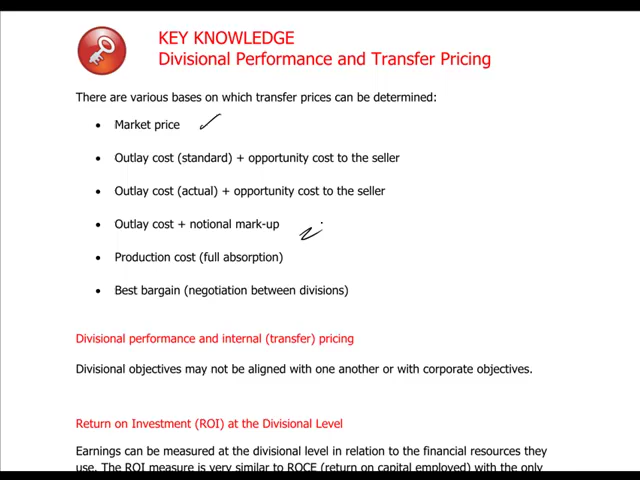 KEY KNOWLEDGE
Divisional Performance and Transfer Pricing
There are various bases on which transfer prices can be determined:
• Market price
• Outlay cost (standard) + opportunity cost to the seller
• Outlay cost (actual) + opportunity cost to the seller
• Outlay cost + notional mark-up
• Production cost (full absorption)
• Best bargain (negotiation between divisions)
Divisional performance and internal (transfer) pricing
Divisional objectives may not be aligned with one another or with corporate objectives.
Return on Investment (ROI) at the Divisional Level
Earnings can be measured at the divisional level in relation to the financial resources they
use. The ROI measure is very similar to ROCE (return on capital employed) with the only